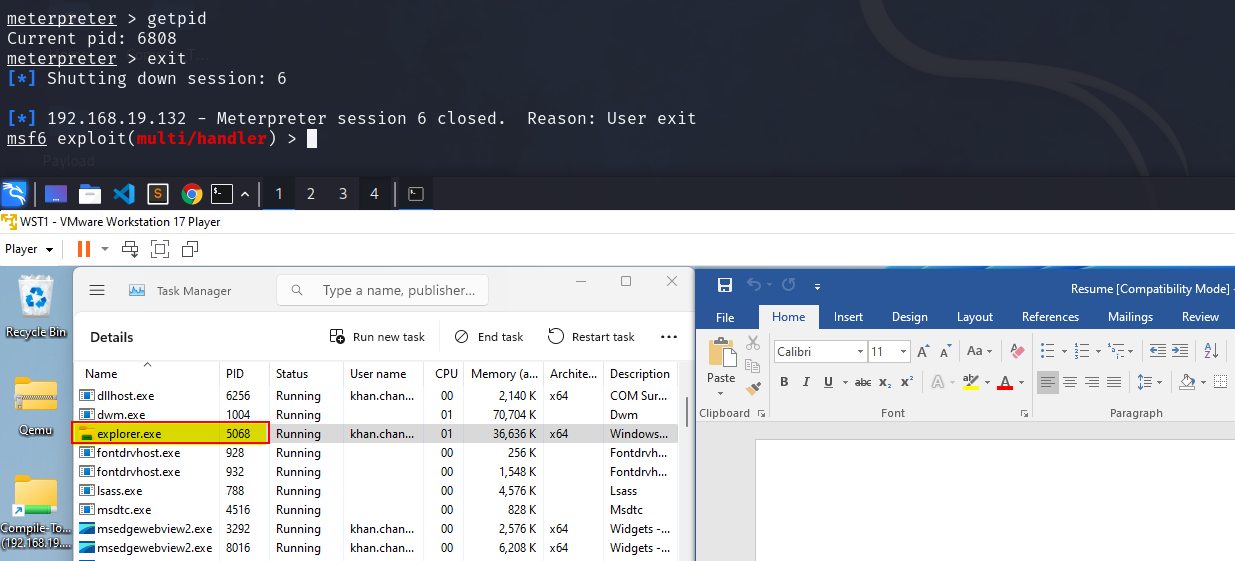 meterpreter > getpid
Current pid: 6808
meterpreter > exit
[*] Shutting down session: 6
[*] 192.168.19.132 - Meterpreter session 6 closed.  Reason: User exit
msf6 exploit(multi/handler) >
Payload
1 2 3 4
WST1 - VMware Workstation 17 Player
Player
Recycle Bin
Qemu
Compile-To...
(192.168.19....
Task Manager
Type a name, publisher...
Details Run new task End task Restart task ...
Name PID Status User name CPU Memory (a... Archite... Description
dllhost.exe 6256 Running khan.chan... 00 2,140 K x64 COM Sur...
dwm.exe 1004 Running 01 70,704 K Dwm
explorer.exe 5068 Running khan.chan... 01 36,636 K x64 Windows...
fontdrvhost.exe 928 Running 00 256 K Fontdrvh...
fontdrvhost.exe 932 Running 00 1,548 K Fontdrvh...
lsass.exe 788 Running 00 4,576 K Lsass
msdtc.exe 4516 Running 00 828 K Msdtc
msedgewebview2.exe 3292 Running khan.chan... 00 2,576 K x64 Widgets -...
msedgewebview2.exe 8016 Running khan.chan... 00 6,208 K x64 Widgets -...
Resume [Compatibility Mode] -
File Home Insert Design Layout References Mailings Review
Paste
Calibri 11 A A Aa A
B I U abc x₂ x² A ab A
A Z
Clipboard Font Paragraph